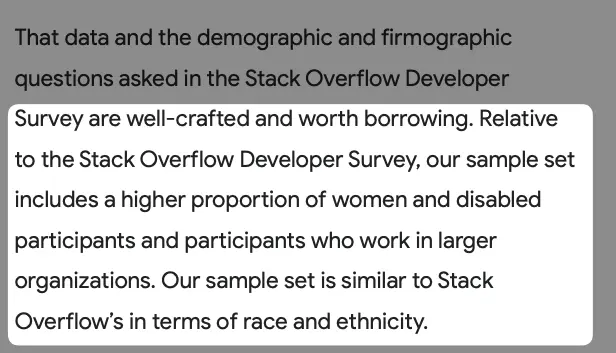 That data and the demographic and firmographic
questions asked in the Stack Overflow Developer
Survey are well-crafted and worth borrowing. Relative
to the Stack Overflow Developer Survey, our sample set
includes a higher proportion of women and disabled
participants and participants who work in larger
organizations. Our sample set is similar to Stack
Overflow’s in terms of race and ethnicity.